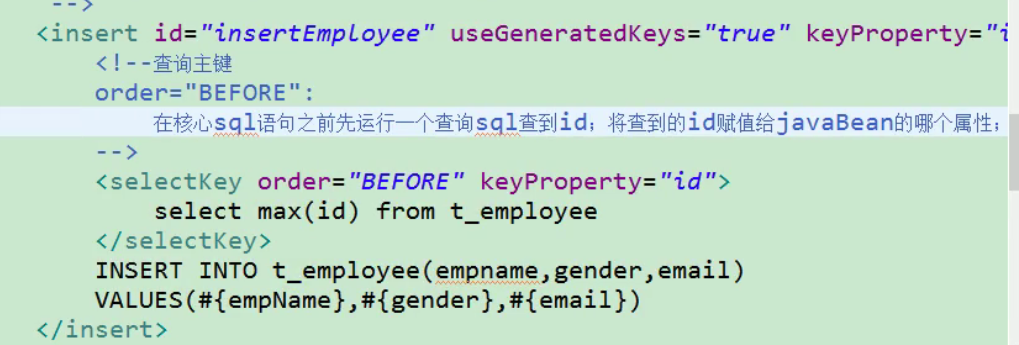 -->
<insert id="insertEmployee" useGeneratedKeys="true" keyProperty="i
<!--查询主键
order="BEFORE":
在核心sql语句之前先运行一个查询sql查到id；将查到的id赋值给javaBean的哪个属性；
-->
<selectKey order="BEFORE" keyProperty="id">
select max(id) from t_employee
</selectKey>
INSERT INTO t_employee(empname,gender,email)
VALUES(#{empName},#{gender},#{email})
</insert>